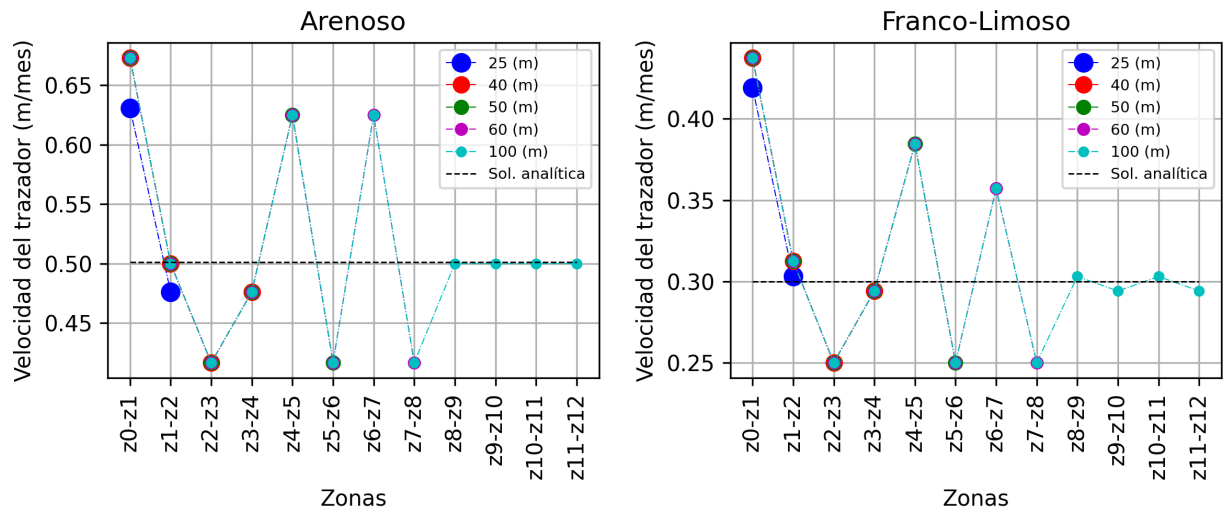 Arenoso
Velocidad del trazador (m/mes)
0.65
0.60
0.55
0.50
0.45
25 (m)
40 (m)
50 (m)
60 (m)
100 (m)
Sol. analítica
z0-z1
z1-z2
z2-z3
z3-z4
z4-z5
z5-z6
z6-z7
z7-z8
z8-z9
z9-z10
z10-z11
z11-z12
Zonas
Franco-Limoso
Velocidad del trazador (m/mes)
0.40
0.35
0.30
0.25
25 (m)
40 (m)
50 (m)
60 (m)
100 (m)
Sol. analítica
z0-z1
z1-z2
z2-z3
z3-z4
z4-z5
z5-z6
z6-z7
z7-z8
z8-z9
z9-z10
z10-z11
z11-z12
Zonas